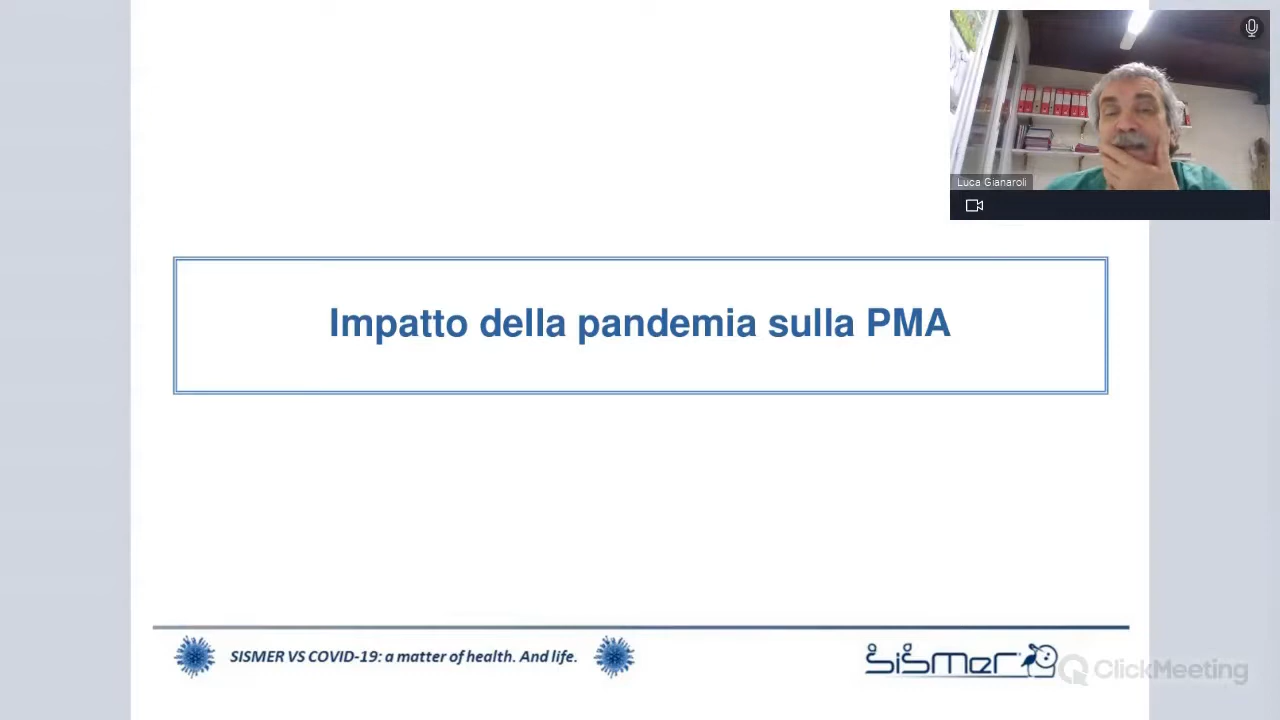 Luca Gianaroli
Impatto della pandemia sulla PMA
SISMER VS COVID-19: a matter of health. And life.
SISMER
ClickMeeting